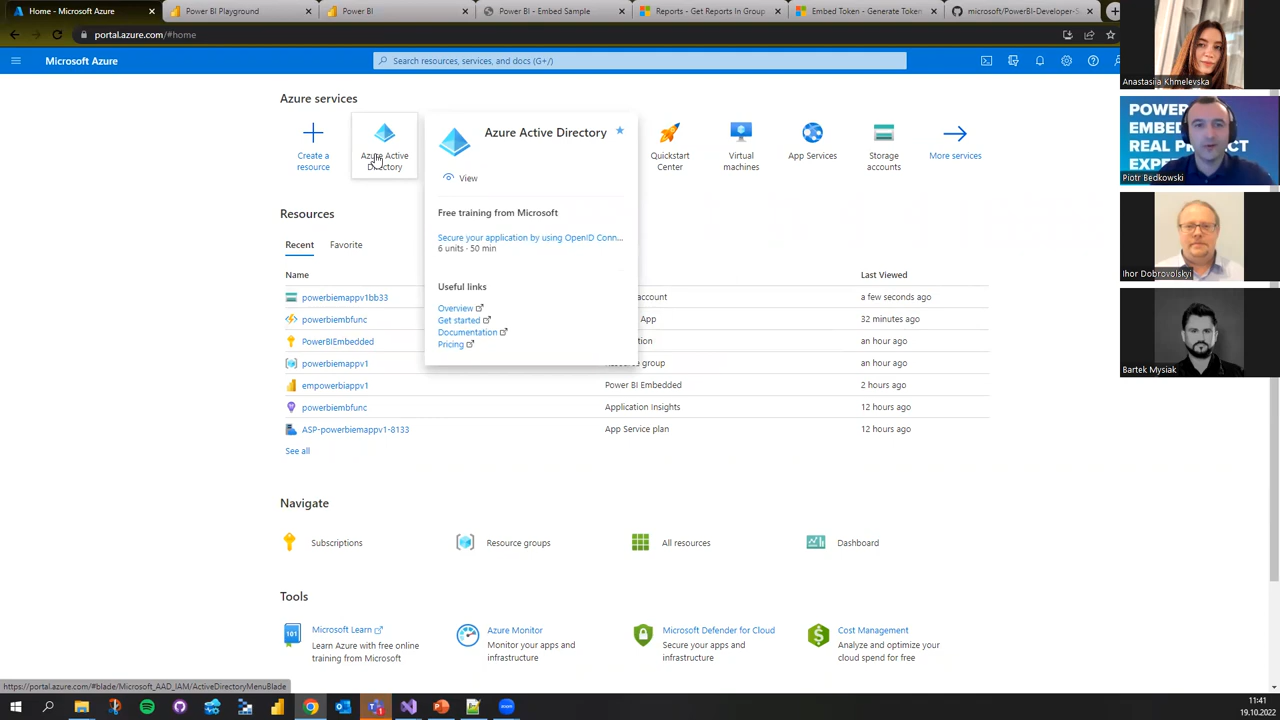 Home - Microsoft Azure
Power BI Playground
Power BI
Power BI - Embed Sample
Reports - Get Reports In Group
Embed Token - Generate Token
microsoft/PowerBI-Developer-S
portal.azure.com/#home
Microsoft Azure
Search resources, services, and docs (G+/)
Azure services
Create a
resource
Azure Active
Directory
Azure Active Directory
View
Free training from Microsoft
Secure your application by using OpenID Conn...
6 units · 50 min
Useful links
Overview
Get started
Documentation
Pricing
Quickstart
Center
Virtual
machines
App Services
Storage
accounts
More services
Resources
Recent
Favorite
Name
Last Viewed
powerbiemappv1bb33
account
a few seconds ago
powerbiembfunc
App
32 minutes ago
PowerBIEmbedded
tion
an hour ago
powerbiemappv1
group
an hour ago
empowerbiappv1
Power BI Embedded
2 hours ago
powerbiembfunc
Application Insights
12 hours ago
ASP-powerbiemappv1-8133
App Service plan
12 hours ago
See all
Navigate
Subscriptions
Resource groups
All resources
Dashboard
Tools
Microsoft Learn
Learn Azure with free online
training from Microsoft
Azure Monitor
Monitor your apps and
infrastructure
Microsoft Defender for Cloud
Secure your apps and
infrastructure
Cost Management
Analyze and optimize your
cloud spend for free
https://portal.azure.com/#blade/Microsoft_AAD_IAM/ActiveDirectoryMenuBlade
11:41
19.10.2022
Anastasiia Khmelevska
POWER
EMBE
REAL PR CT
EXPE
Piotr Bedkowski
Ihor Dobrovolskyi
Bartek Mysiak